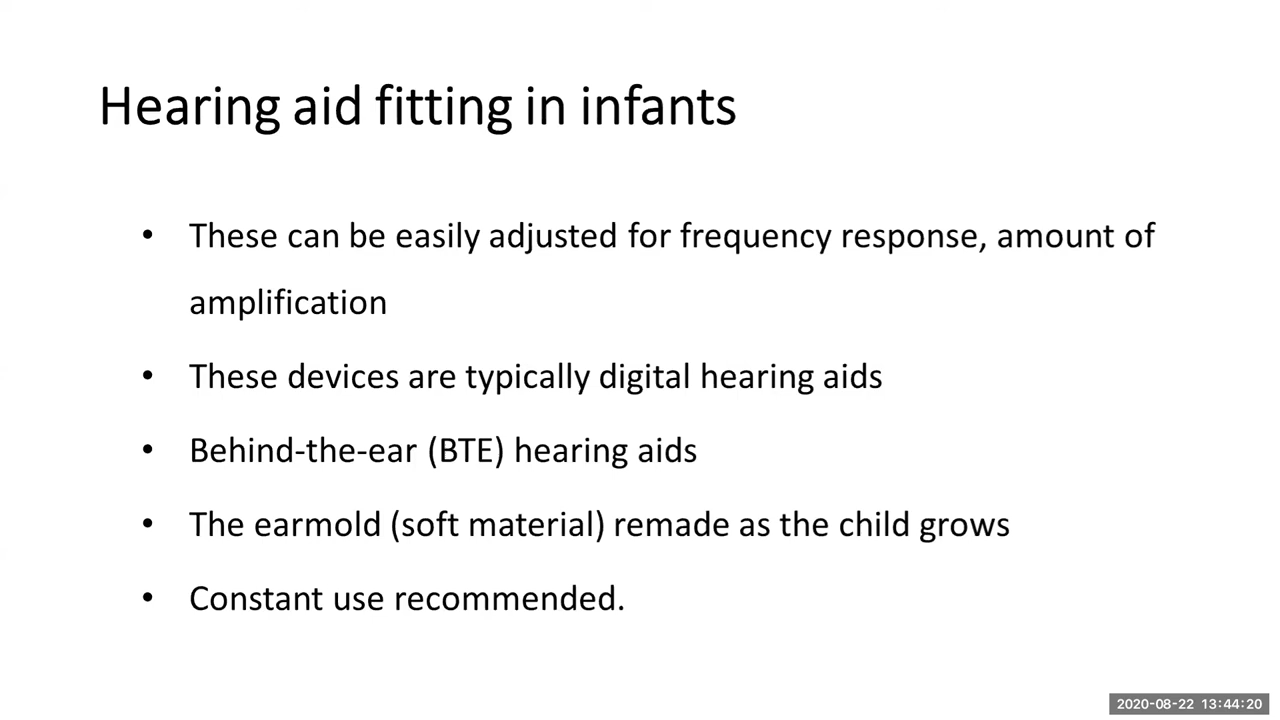 Hearing aid fitting in infants
• These can be easily adjusted for frequency response, amount of
amplification
• These devices are typically digital hearing aids
• Behind-the-ear (BTE) hearing aids
• The earmold (soft material) remade as the child grows
• Constant use recommended.
2020-08-22 13:44:20